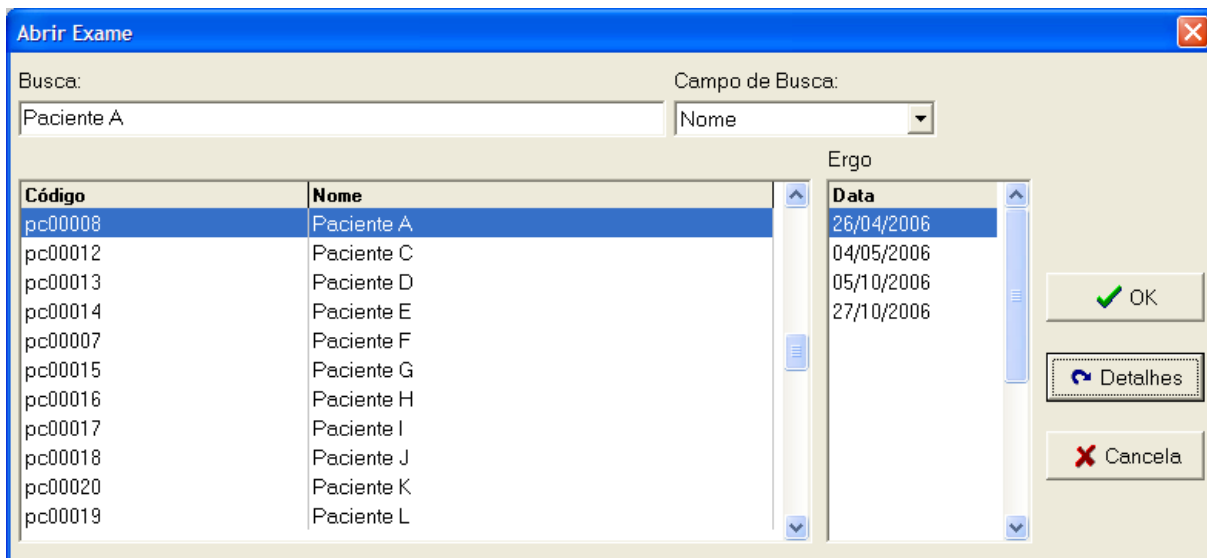 Abrir Exame
Busca: Campo de Busca:
Paciente A Nome
Ergo
Código Nome Data
pc00008 Paciente A 26/04/2006
pc00012 Paciente C 04/05/2006
pc00013 Paciente D 05/10/2006
pc00014 Paciente E 27/10/2006
OK
pc00007 Paciente F
pc00015 Paciente G
Detalhes
pc00016 Paciente H
pc00017 Paciente I
pc00018 Paciente J
Cancela
pc00020 Paciente K
pc00019 Paciente L